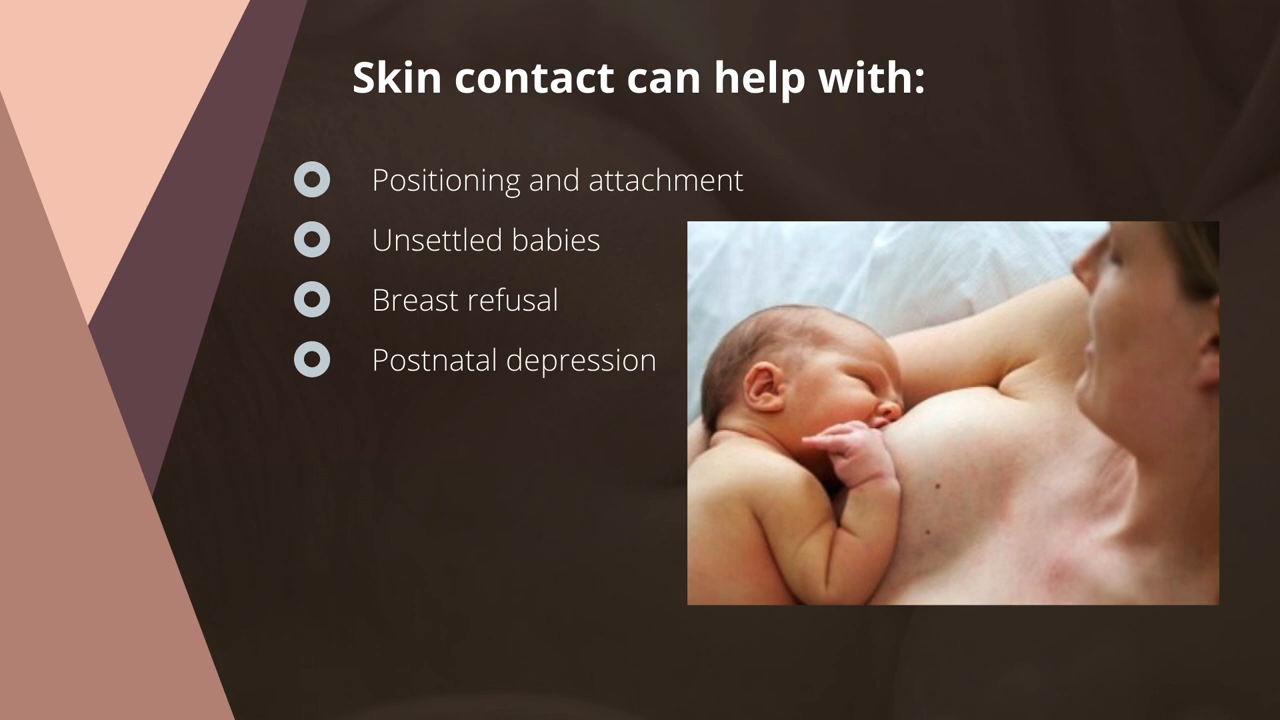 Skin contact can help with:
Positioning and attachment
Unsettled babies
Breast refusal
Postnatal depression